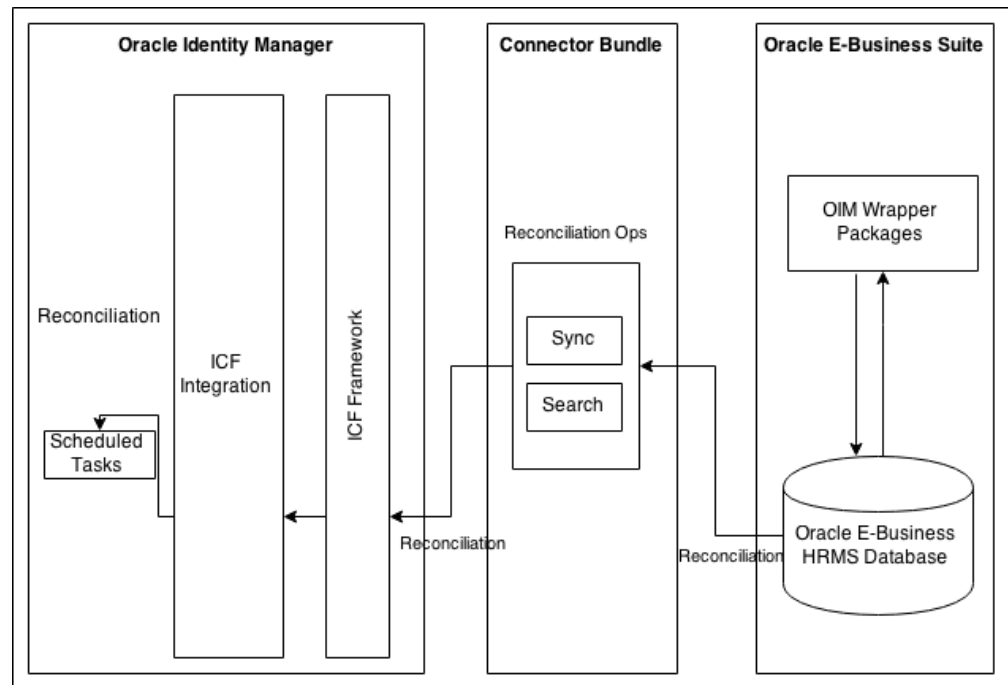 Oracle Identity Manager
Connector Bundle
Oracle E-Business Suite
OIM Wrapper
Packages
Reconciliation Ops
Reconciliation
ICF
Integration
ICF Framework
Sync
Search
Scheduled
Tasks
Reconciliation
Reconciliation
Oracle E-Business
HRMS Database